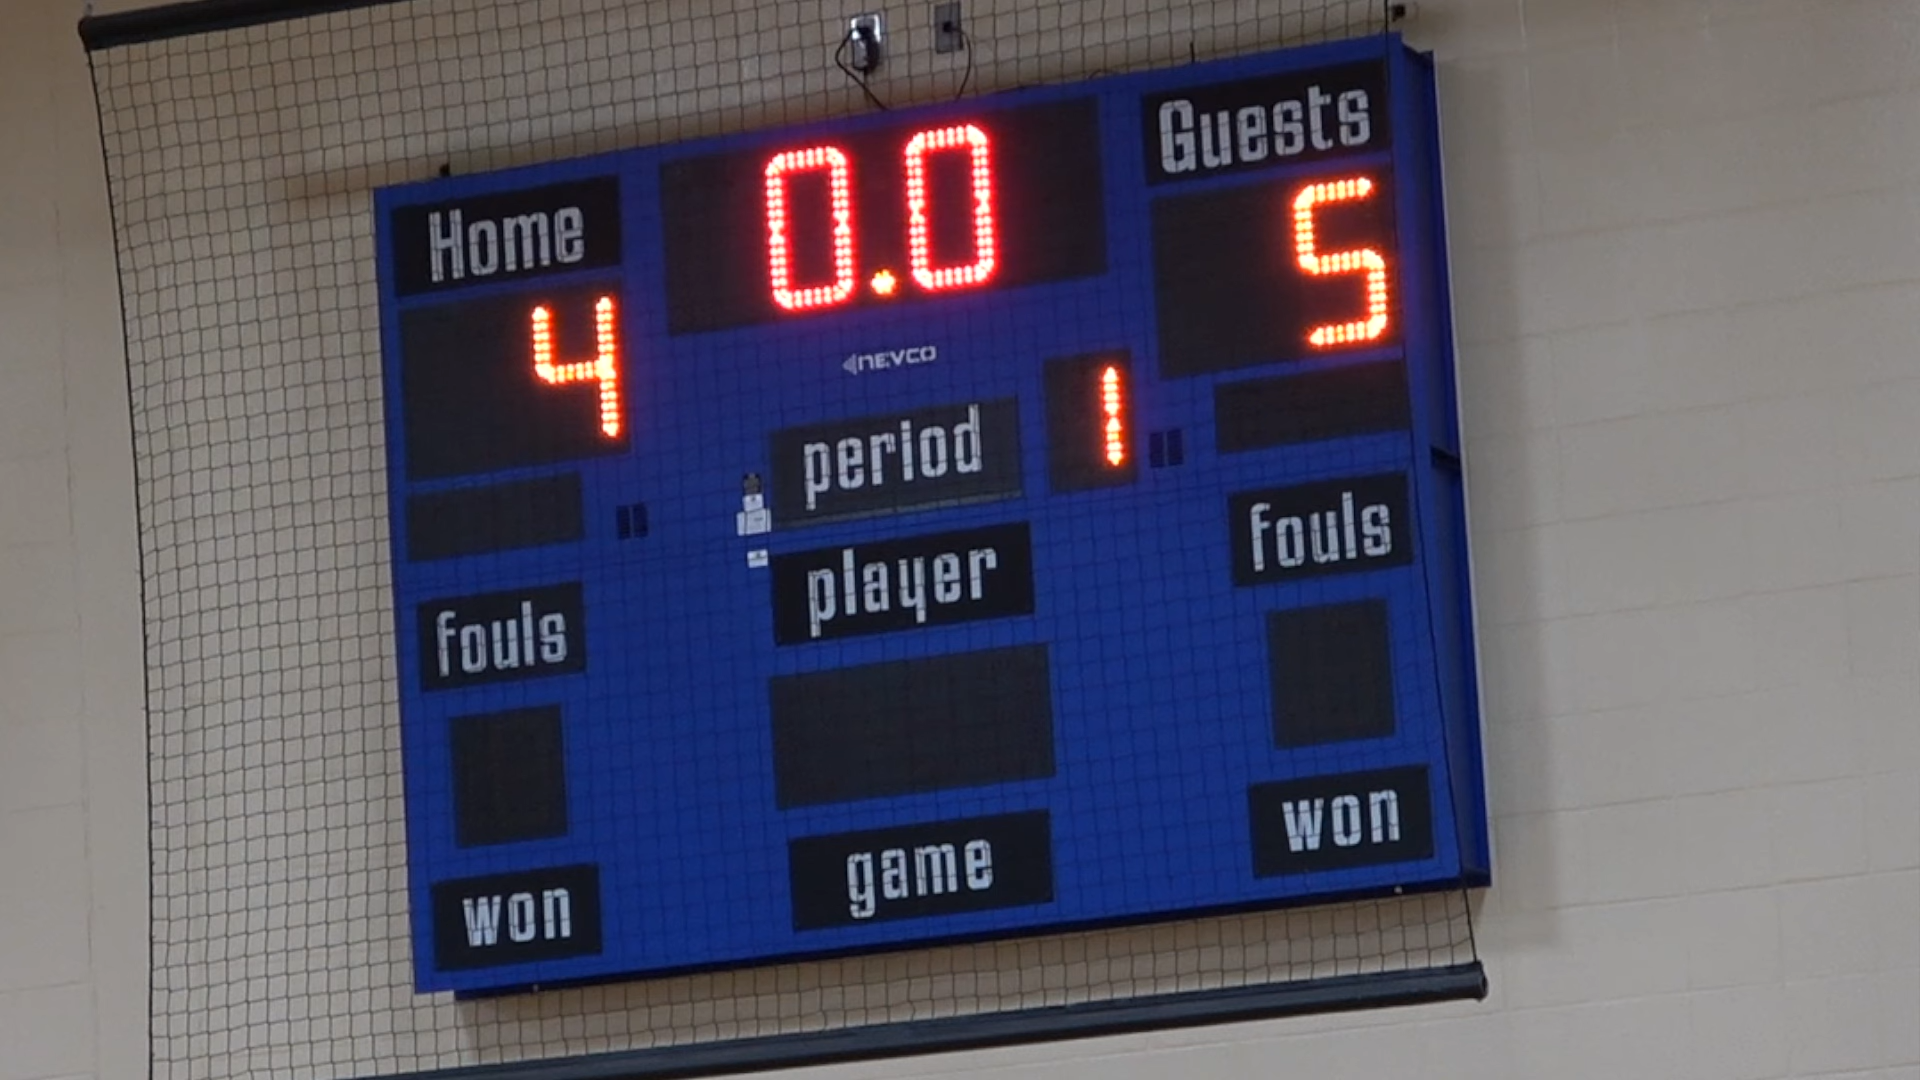 Home
0.0
Guests
4
5
NEVCO
period
1
fouls
player
fouls
won
game
won